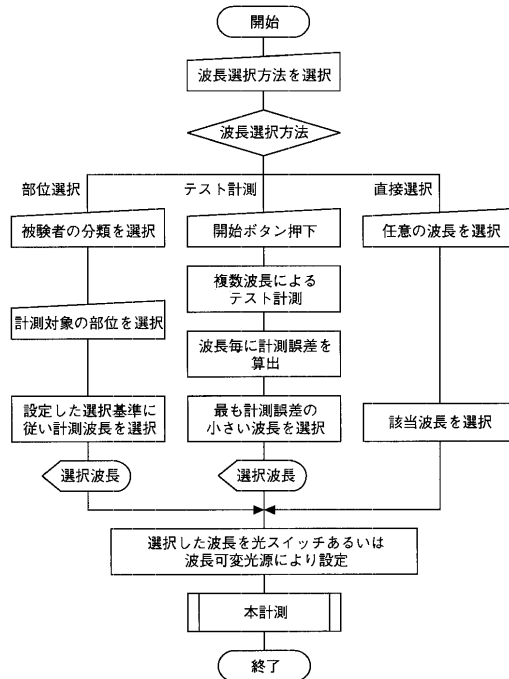 開始
波長選択方法を選択
波長選択方法
部位選択
テスト計測
直接選択
被験者の分類を選択
開始ボタン押下
任意の波長を選択
複数波長による
テスト計測
計測対象の部位を選択
波長毎に計測誤差を
算出
設定した選択基準に
従い計測波長を選択
最も計測誤差の
小さい波長を選択
該当波長を選択
選択波長
選択波長
選択した波長を光スイッチあるいは
波長可変光源により設定
本計測
終了